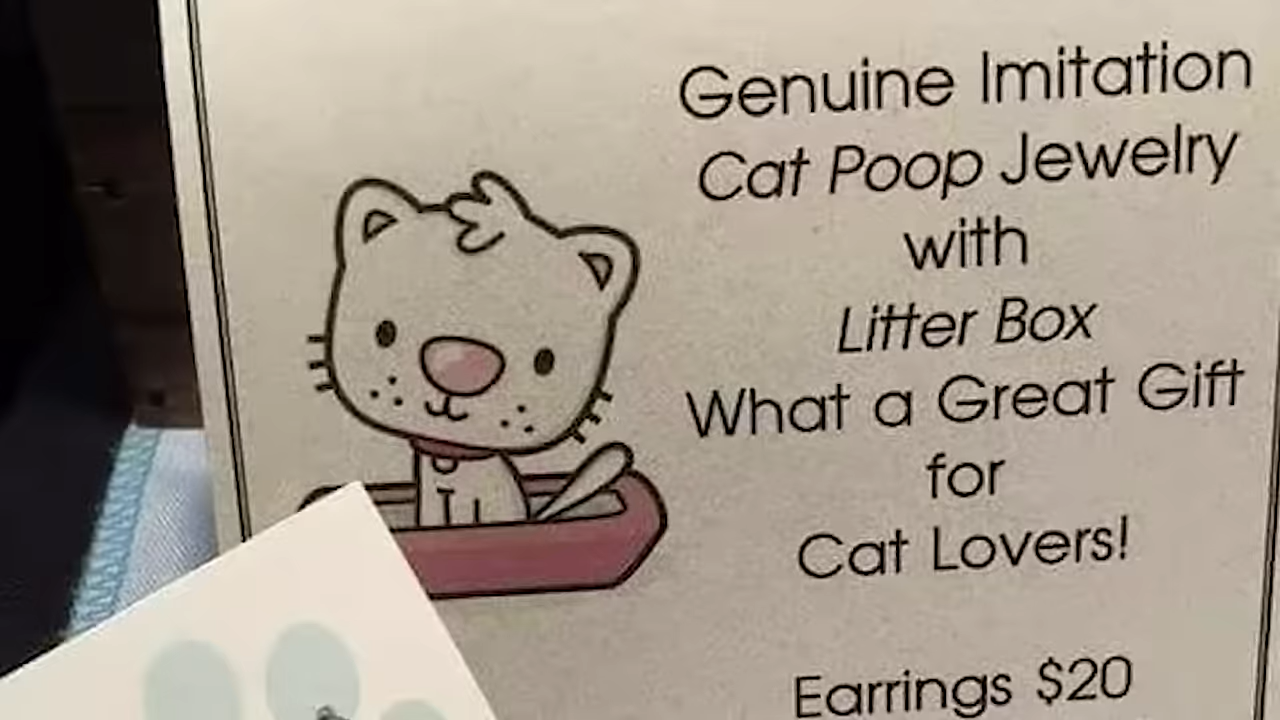 Genuine Imitation
Cat Poop Jewelry
with
Litter Box
What a Great Gift
for
Cat Lovers!
Earrings $20